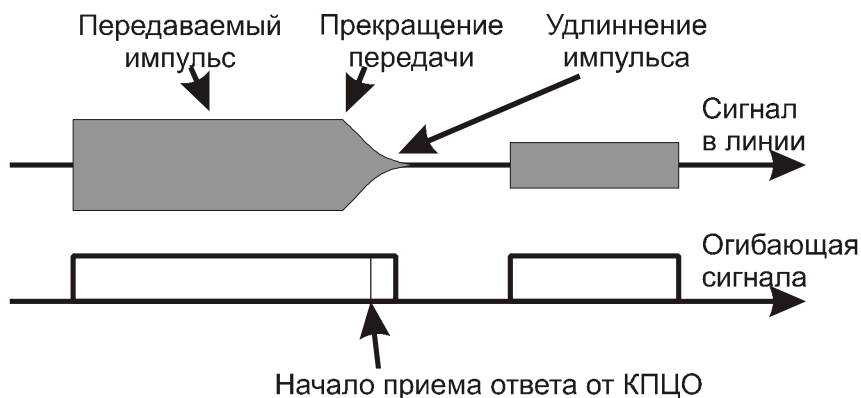 Передаваемый
импульс
Прекращение
передачи
Удлиннение
импульса
Сигнал
в линии
Огибающая
сигнала
Начало приема ответа от КПЦО